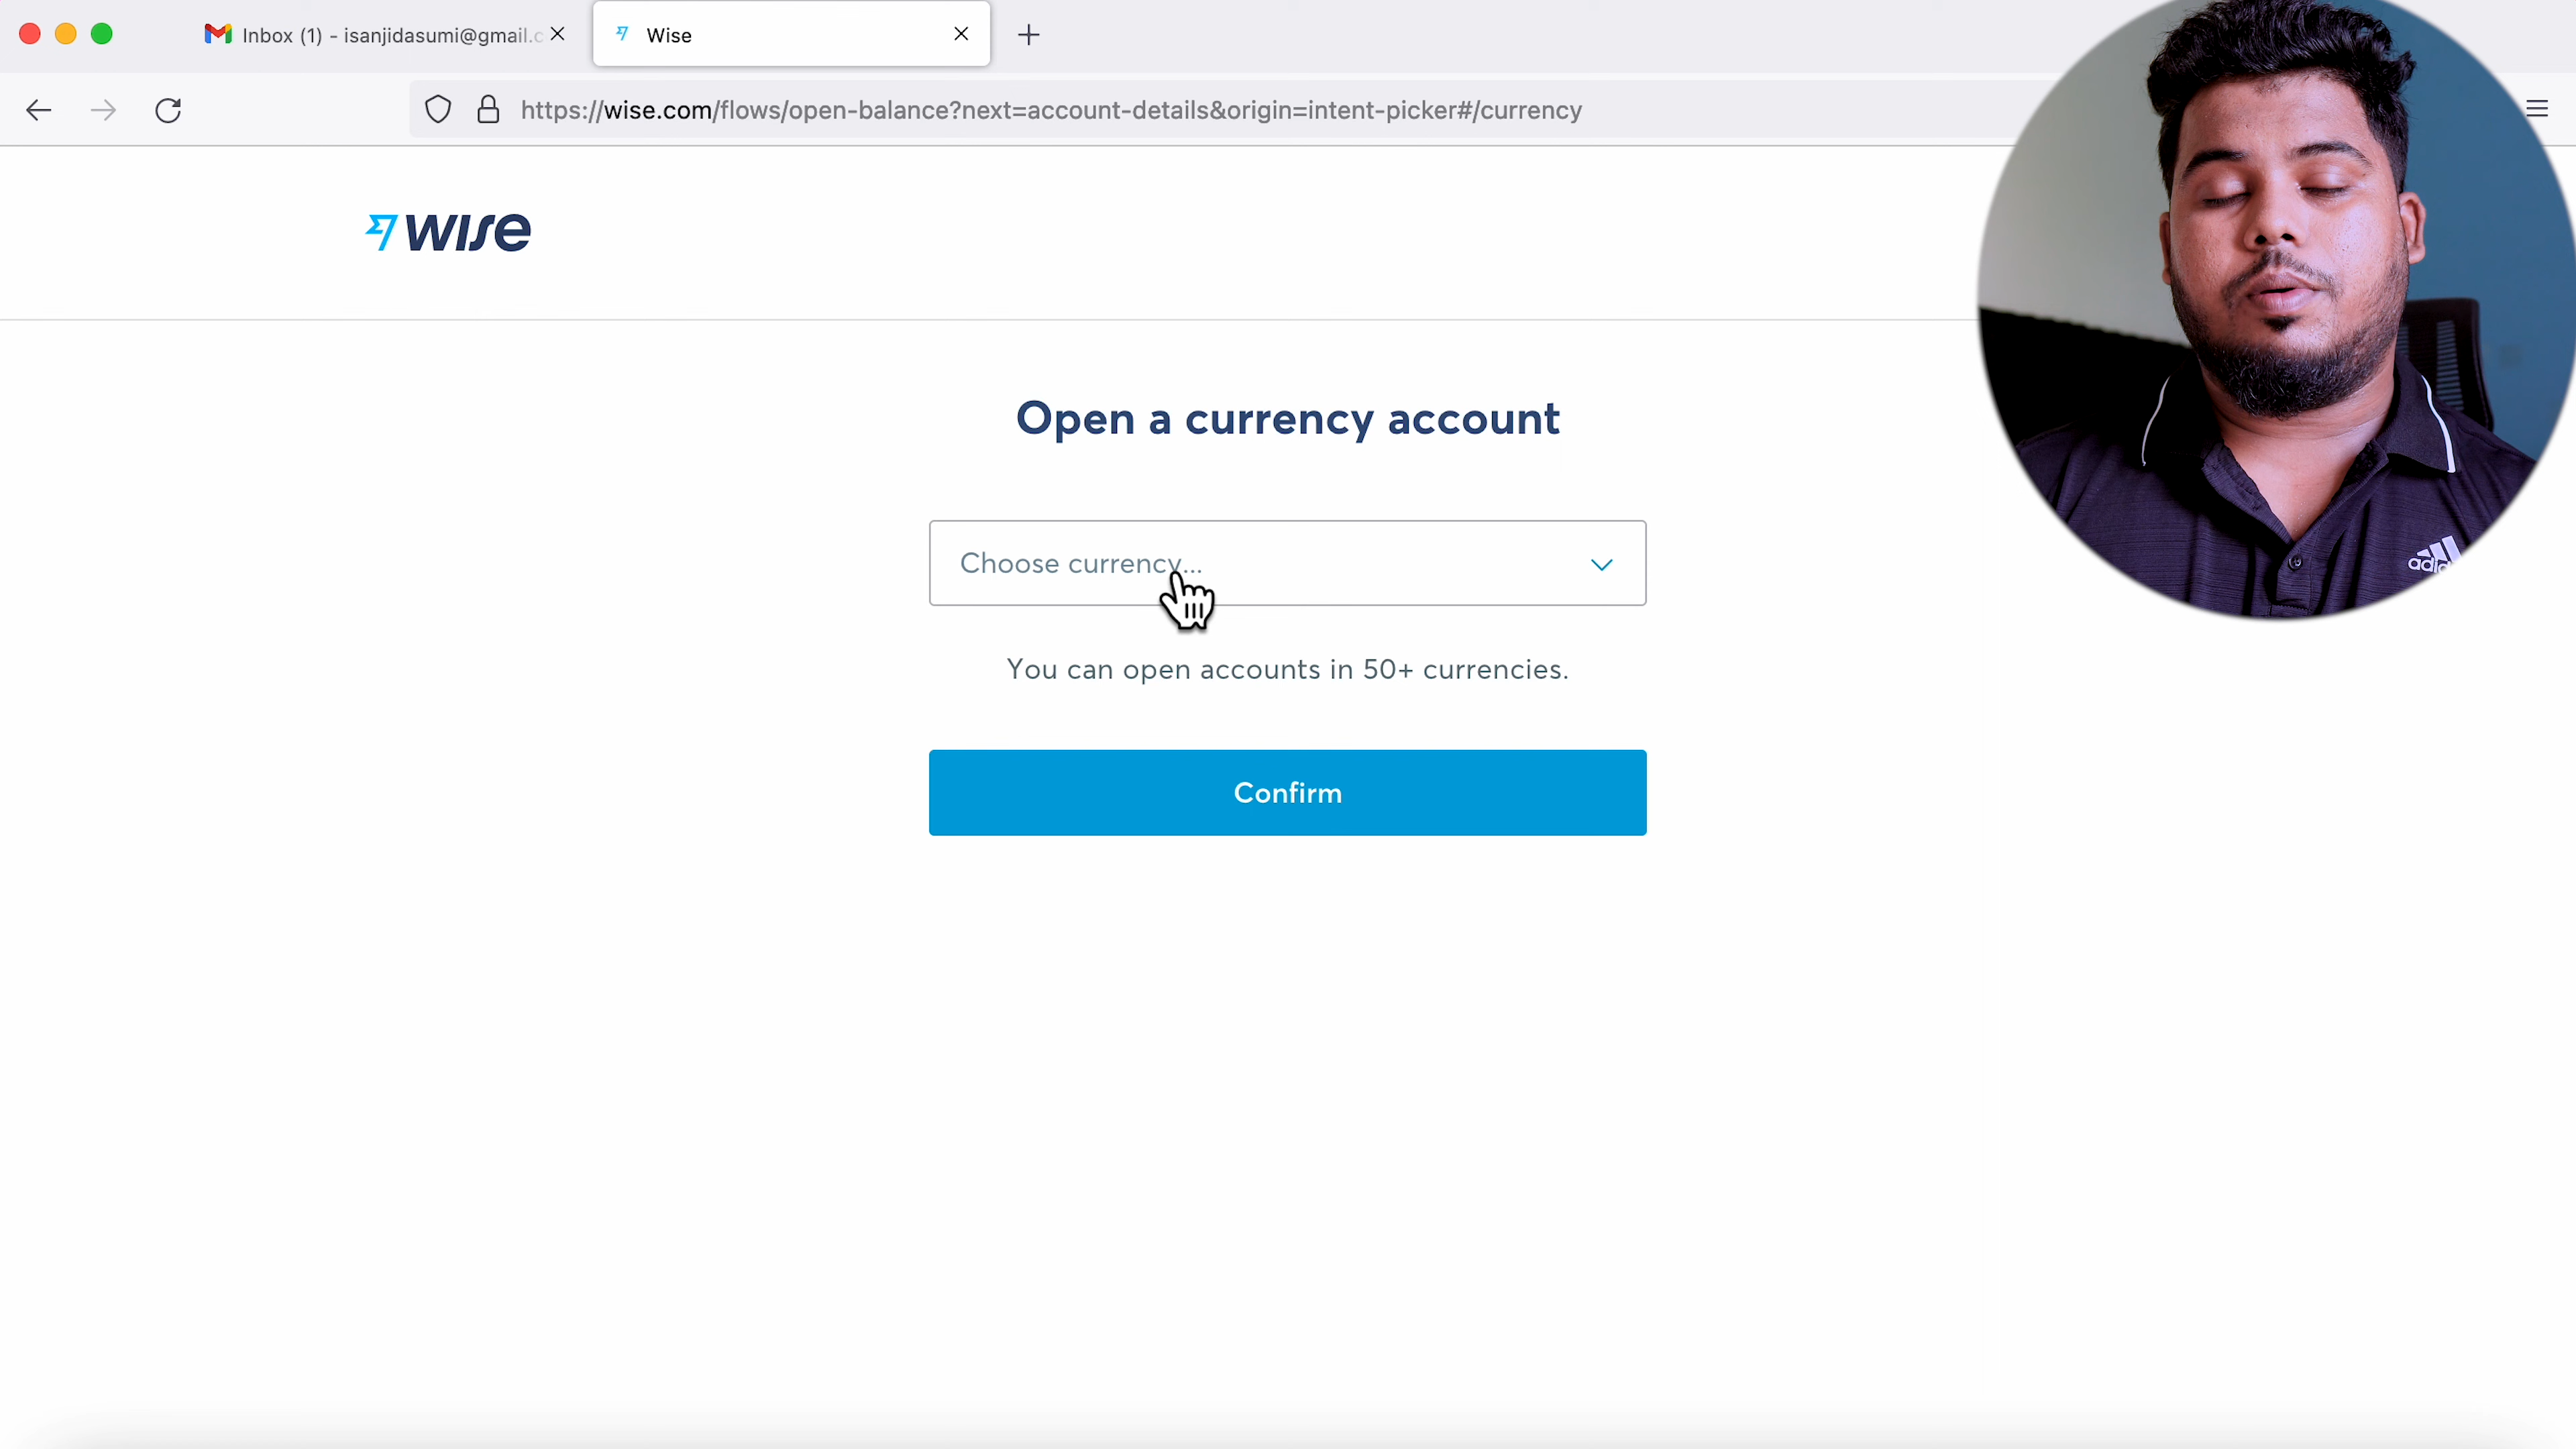 Inbox (1) - isanjidasumi@gmail.c
Wise
https://wise.com/flows/open-balance?next=account-details&origin=intent-picker#/currency
wise
Open a currency account
Choose currency...
You can open accounts in 50+ currencies.
Confirm